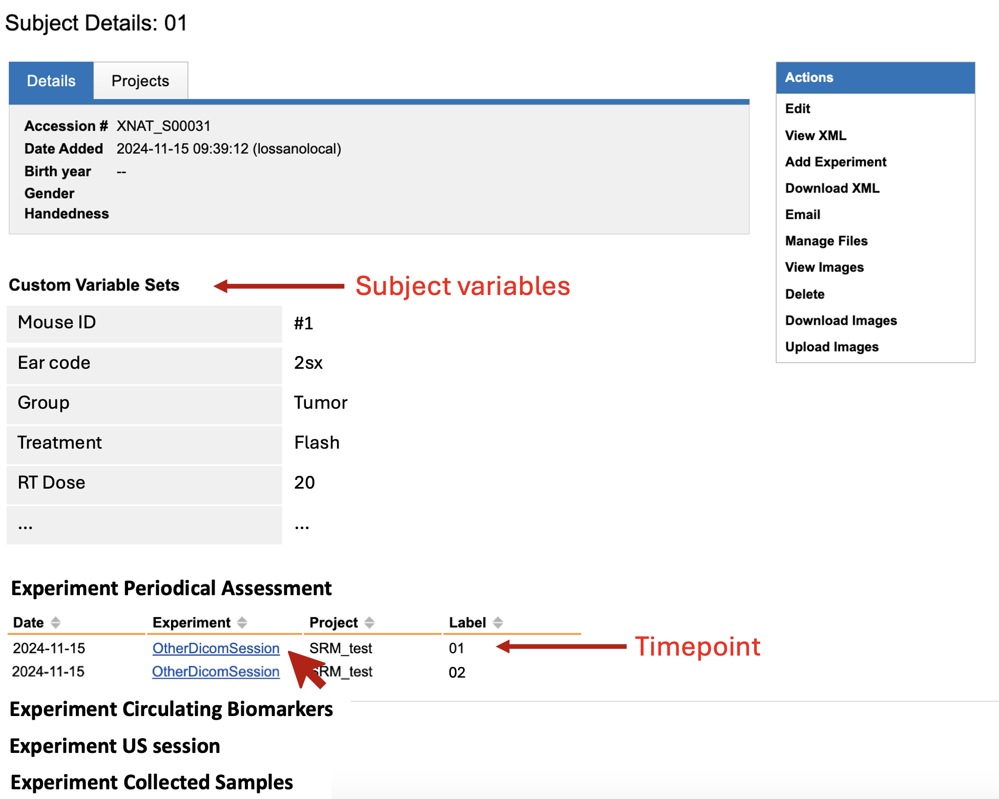 Subject Details: 01
Details Projects
Accession # XNAT_S00031
Date Added 2024-11-15 09:39:12 (lossanolocal)
Birth year --
Gender
Handedness
Actions
Edit
View XML
Add Experiment
Download XML
Email
Manage Files
View Images
Delete
Download Images
Upload Images
Custom Variable Sets Subject variables
Mouse ID #1
Ear code 2sx
Group Tumor
Treatment Flash
RT Dose 20
... ...
Experiment Periodical Assessment
Date Experiment Project Label
2024-11-15 OtherDicomSession SRM_test 01 Timepoint
2024-11-15 OtherDicomSession SRM_test 02
Experiment Circulating Biomarkers
Experiment US session
Experiment Collected Samples